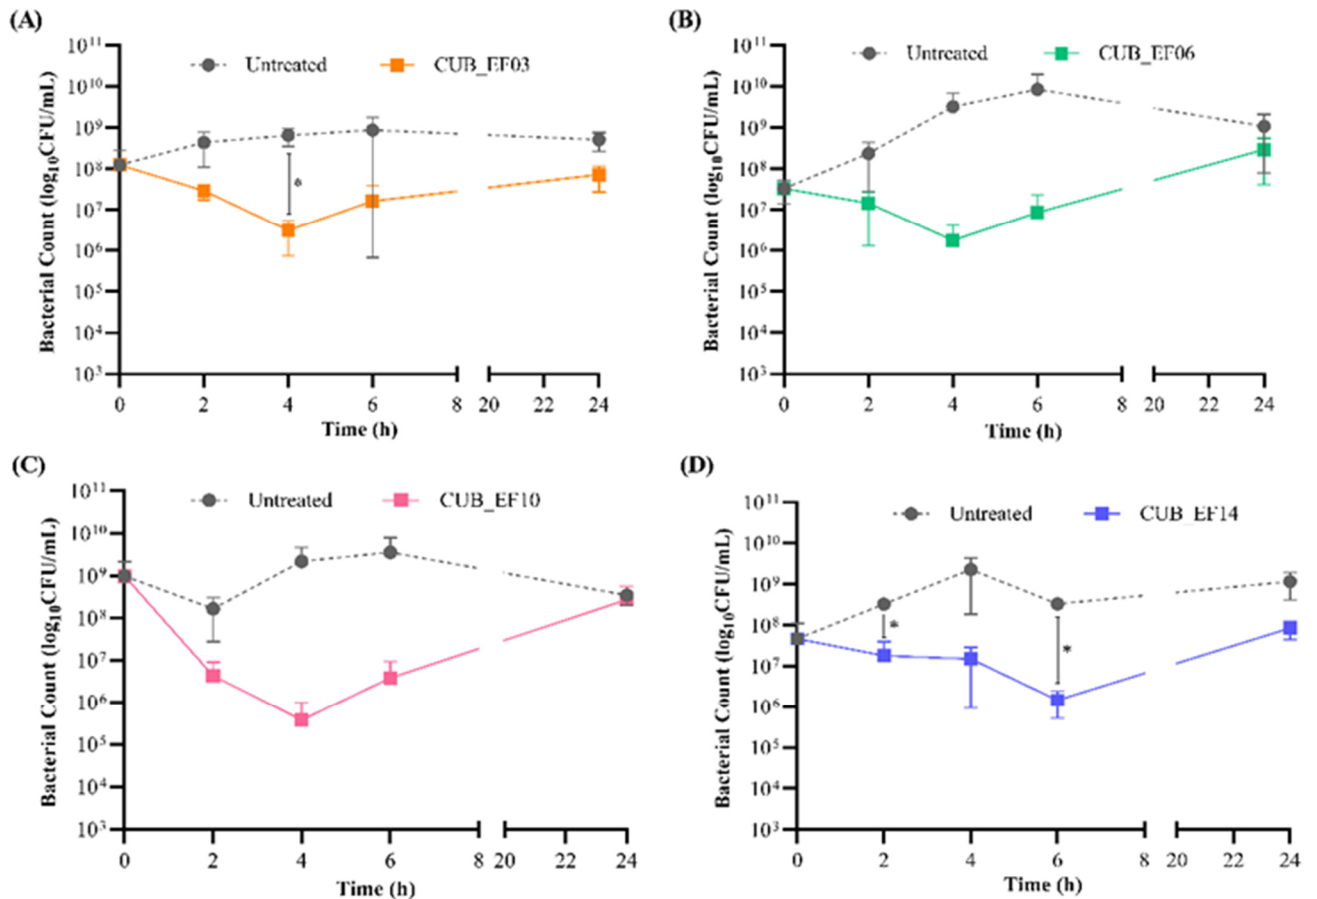 (A)
Untreated CUB_EF03
Bacterial Count (log₁₀CFU/mL)
10¹¹
10¹⁰
10⁹
10⁸
10⁷
10⁶
10⁵
10⁴
10³
*
0 2 4 6 8 20 22 24
Time (h)
(B)
Untreated CUB_EF06
Bacterial Count (log₁₀CFU/mL)
10¹¹
10¹⁰
10⁹
10⁸
10⁷
10⁶
10⁵
10⁴
10³
0 2 4 6 8 20 22 24
Time (h)
(C)
Untreated CUB_EF10
Bacterial Count (log₁₀CFU/mL)
10¹¹
10¹⁰
10⁹
10⁸
10⁷
10⁶
10⁵
10⁴
10³
0 2 4 6 8 20 22 24
Time (h)
(D)
Untreated CUB_EF14
Bacterial Count (log₁₀CFU/mL)
10¹¹
10¹⁰
10⁹
10⁸
10⁷
10⁶
10⁵
10⁴
10³
*
*
0 2 4 6 8 20 22 24
Time (h)